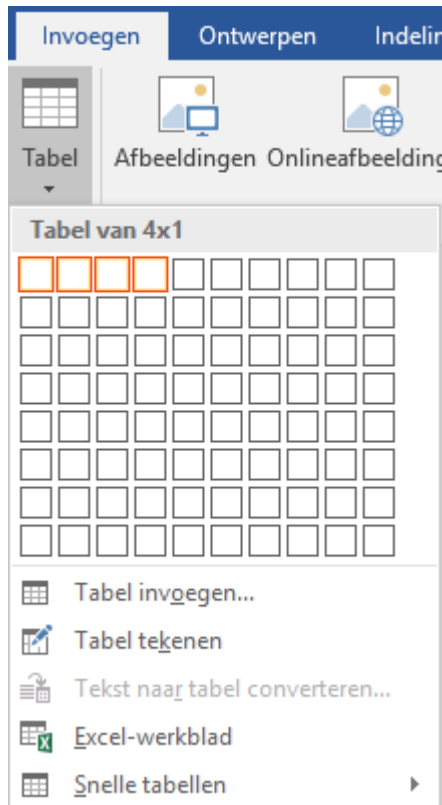 Invoegen Ontwerpen Indelin
Tabel Afbeeldingen Onlineafbeelding
Tabel van 4x1
Tabel invoegen...
Tabel tekenen
Tekst naar tabel converteren...
Excel-werkblad
Snelle tabellen